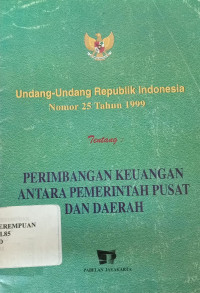 Undang-Undang Republik Indonesia
Nomor 25 Tahun 1999
Tentang
PERIMBANGAN KEUANGAN
ANTARA PEMERINTAH PUSAT
DAN DAERAH
EREMPUAN
.85
O
PABELAN JAYAKARTA